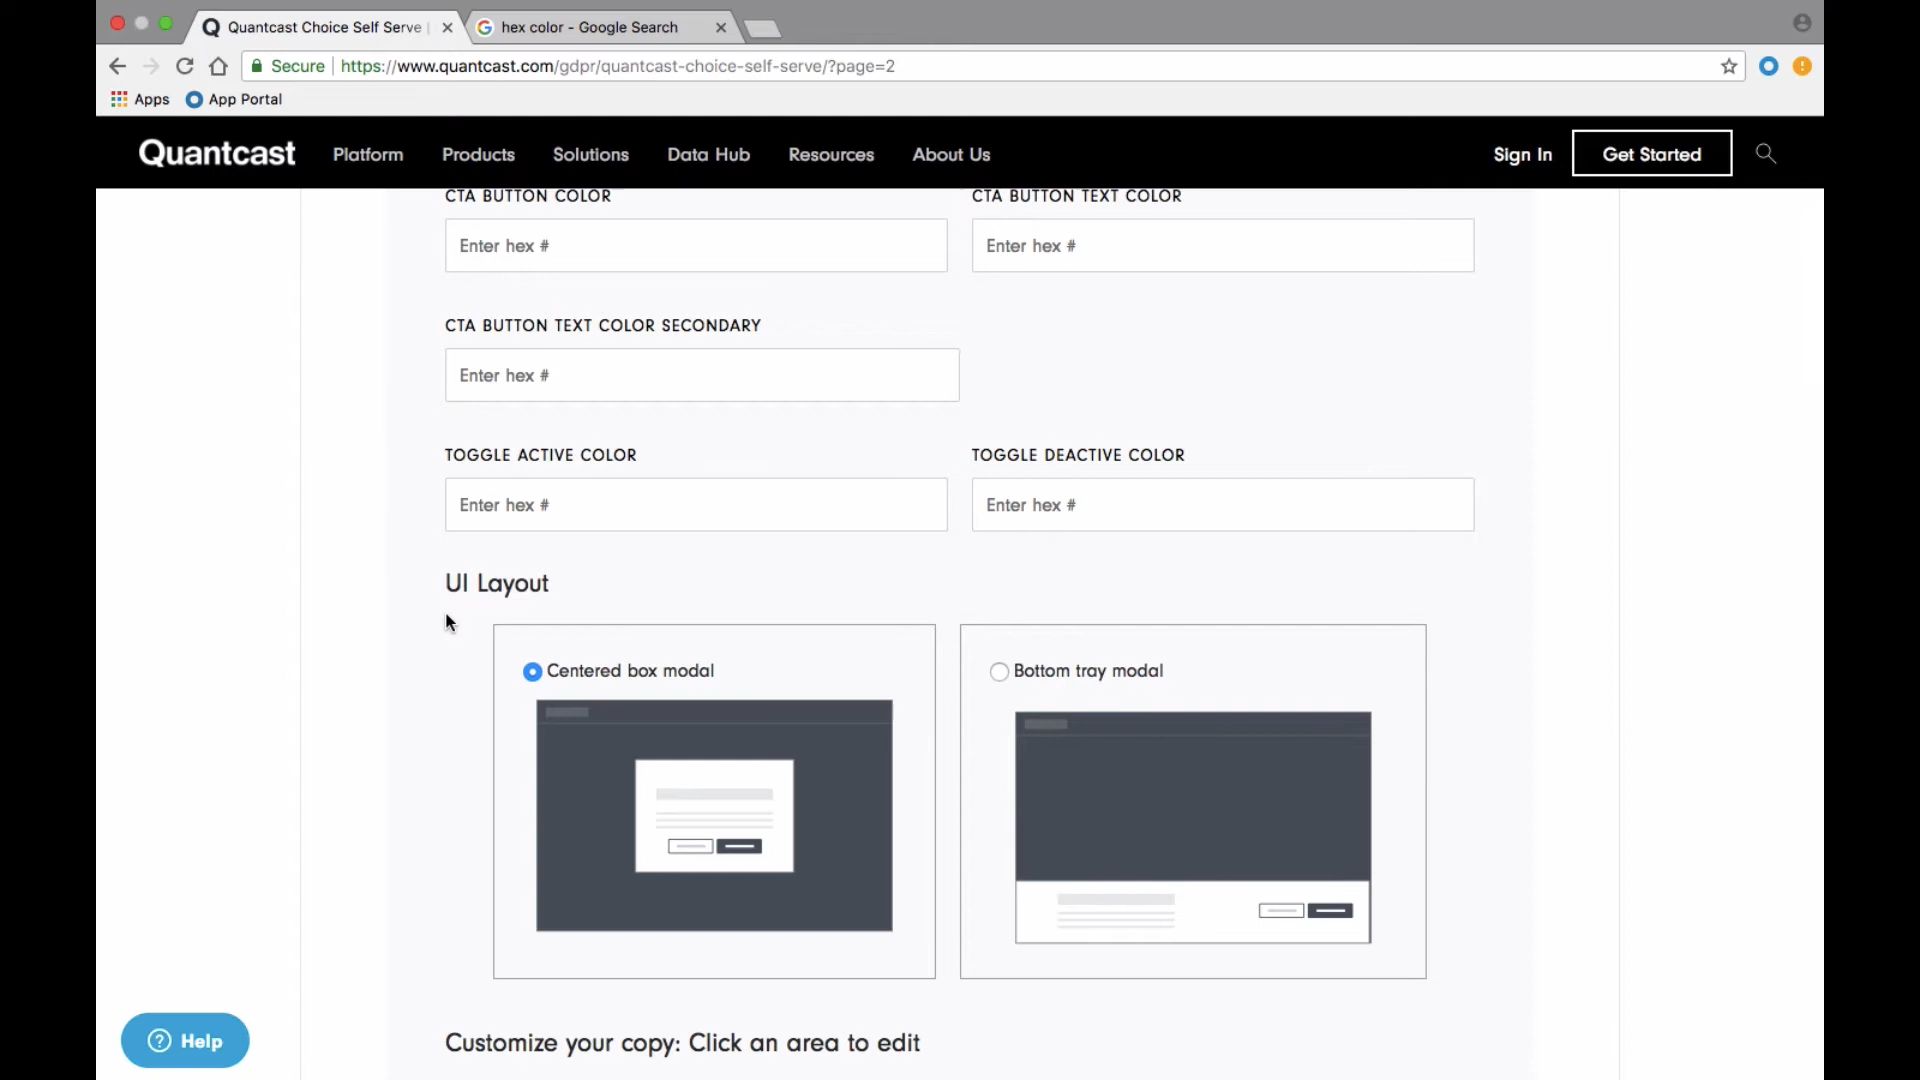 Quantcast Choice Self Serve |
hex color - Google Search
Secure
https://www.quantcast.com/gdpr/quantcast-choice-self-serve/?page=2
Apps
App Portal
Quantcast
Platform
Products
Solutions
Data Hub
Resources
About Us
Sign In
Get Started
CTA BUTTON COLOR
CTA BUTTON TEXT COLOR
Enter hex #
Enter hex #
CTA BUTTON TEXT COLOR SECONDARY
Enter hex #
TOGGLE ACTIVE COLOR
TOGGLE DEACTIVE COLOR
Enter hex #
Enter hex #
UI Layout
Centered box modal
Bottom tray modal
Help
Customize your copy: Click an area to edit